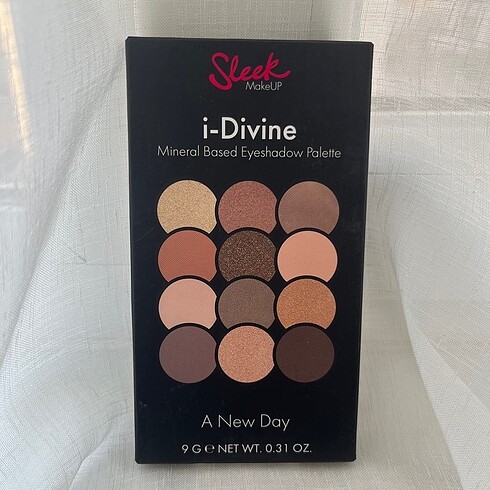 Sleek
MakeUP
i-Divine
Mineral Based Eyeshadow Palette
A New Day
9 G ℮ NET WT. 0.31 OZ.